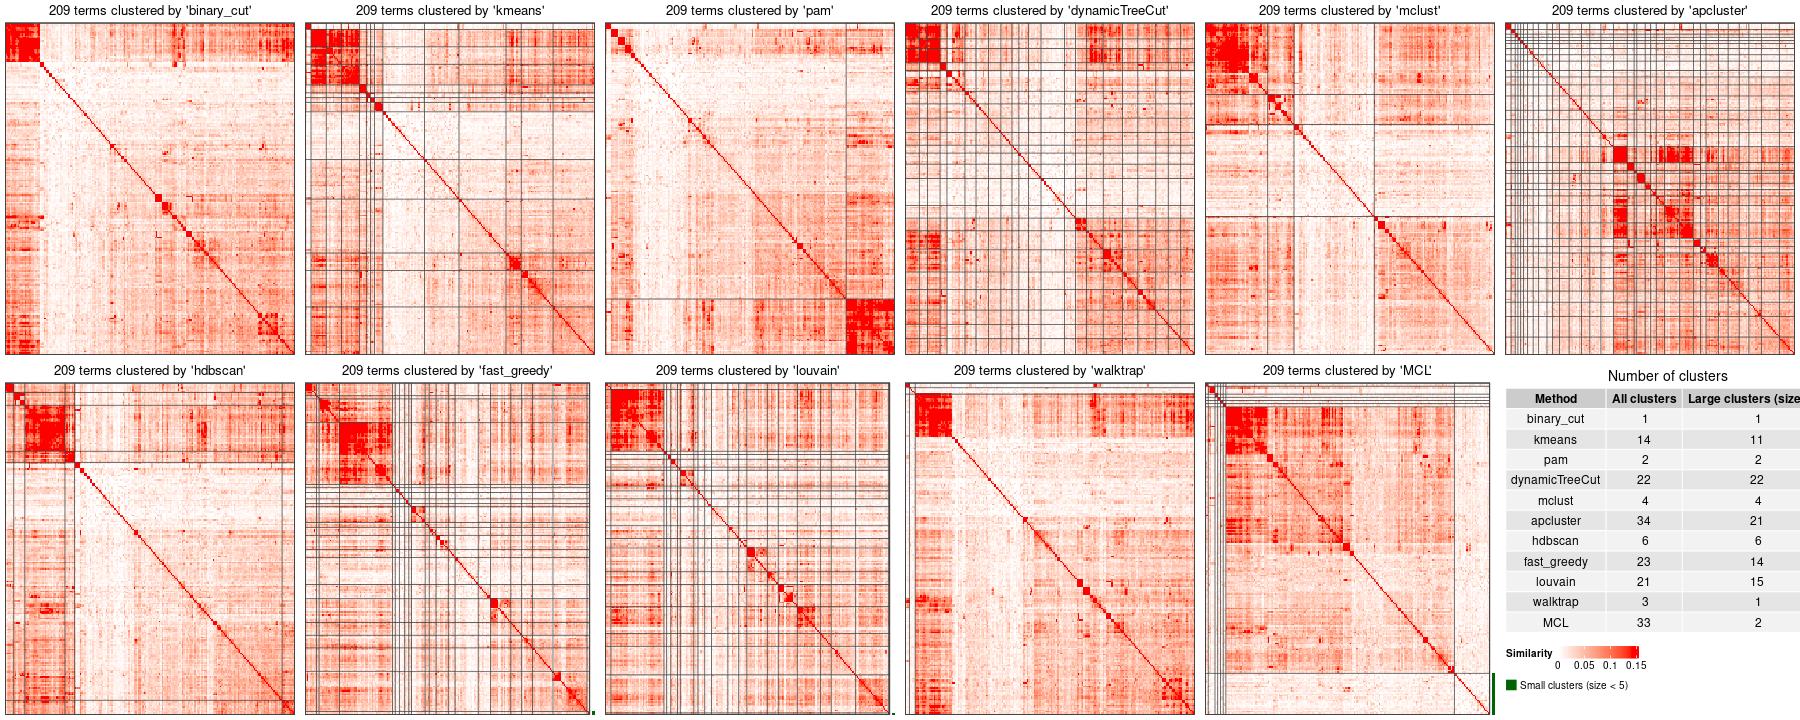 209 terms clustered by 'binary_cut'
209 terms clustered by 'kmeans'
209 terms clustered by 'pam'
209 terms clustered by 'dynamicTreeCut'
209 terms clustered by 'mclust'
209 terms clustered by 'apcluster'
209 terms clustered by 'hdbscan'
209 terms clustered by 'fast_greedy'
209 terms clustered by 'louvain'
209 terms clustered by 'walktrap'
209 terms clustered by 'MCL'
Number of clusters
Method All clusters Large clusters (size
binary_cut 1 1
kmeans 14 11
pam 2 2
dynamicTreeCut 22 22
mclust 4 4
apcluster 34 21
hdbscan 6 6
fast_greedy 23 14
louvain 21 15
walktrap 3 1
MCL 33 2
Similarity
0 0.05 0.1 0.15
Small clusters (size < 5)